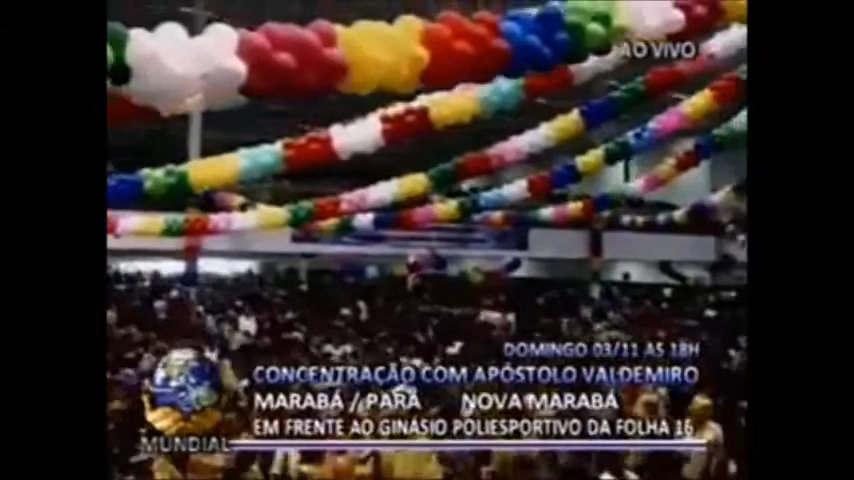 AO VIVO
DOMINGO 03/11 AS 18H
CONCENTRAÇÃO COM APÓSTOLO VALDEMIRO
MARABÁ / PARÁ NOVA MARABÁ
EM FRENTE AO GINÁSIO POLIESPORTIVO DA FOLHA 16
MUNDIAL